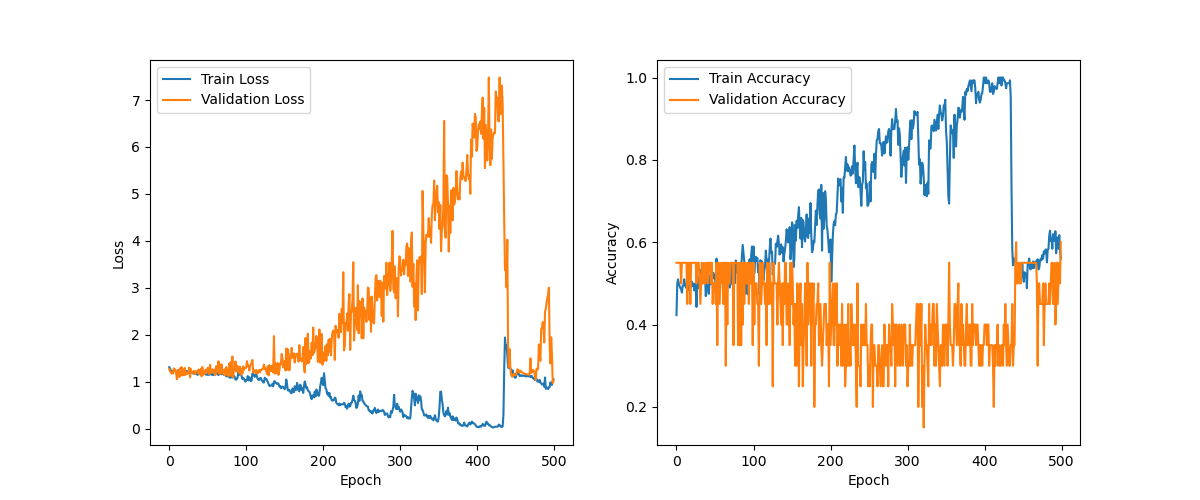 Train Loss
Validation Loss
Loss
7
6
5
4
3
2
1
0
0 100 200 300 400 500
Epoch
Train Accuracy
Validation Accuracy
Accuracy
1.0
0.8
0.6
0.4
0.2
0 100 200 300 400 500
Epoch